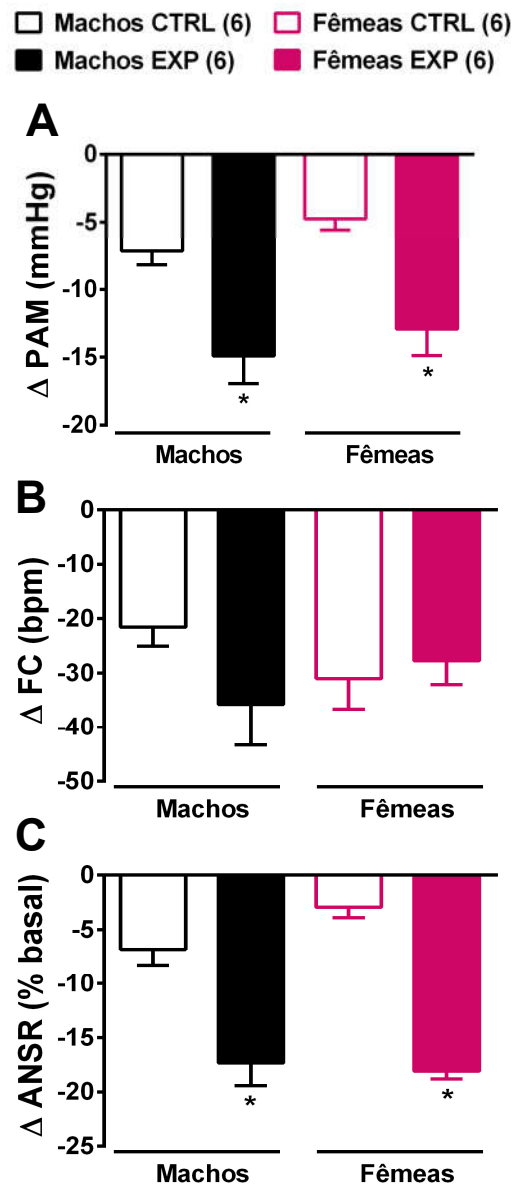 Machos CTRL (6) Fêmeas CTRL (6)
Machos EXP (6) Fêmeas EXP (6)
A
Δ PAM (mmHg)
0
-5
-10
-15
-20
*
*
Machos Fêmeas
B
Δ FC (bpm)
0
-10
-20
-30
-40
-50
Machos Fêmeas
C
Δ ANSR (% basal)
0
-5
-10
-15
-20
-25
*
*
Machos Fêmeas